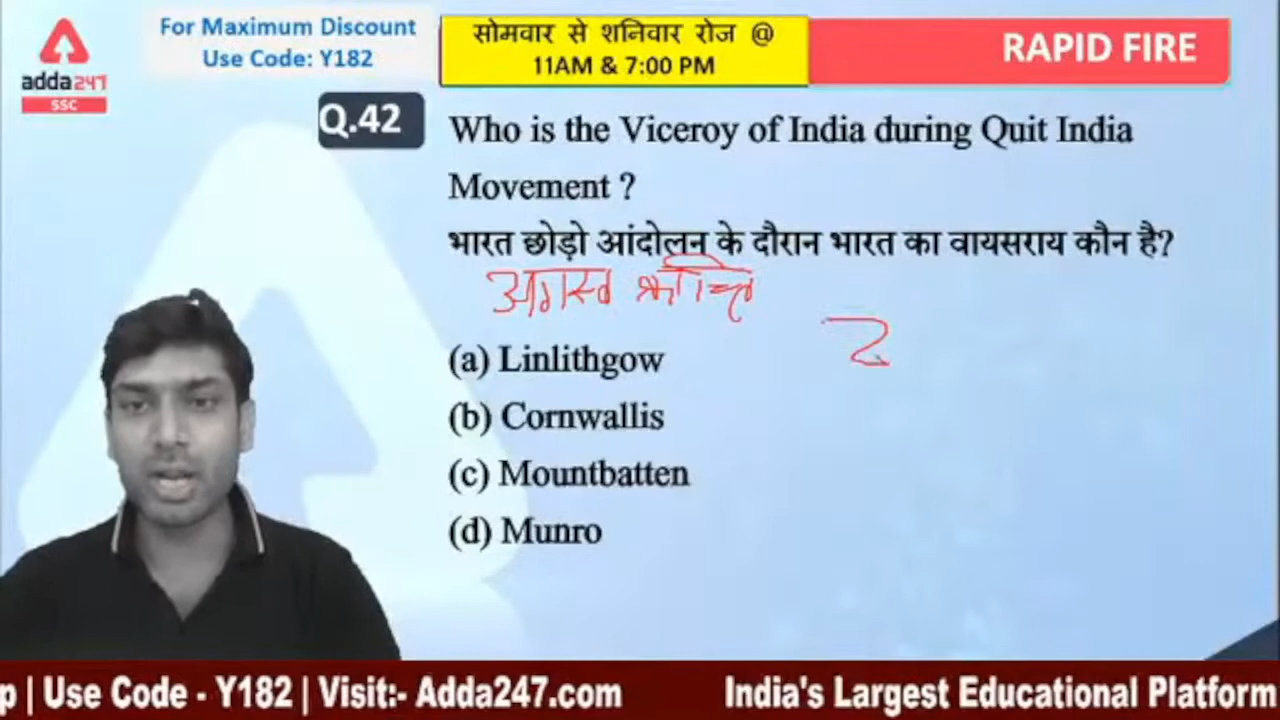 For Maximum Discount
Use Code: Y182
सोमवार से शनिवार रोज @
11AM & 7:00 PM
RAPID FIRE
adda247
SSC
Q.42
Who is the Viceroy of India during Quit India
Movement ?
भारत छोड़ो आंदोलन के दौरान भारत का वायसराय कौन है?
अगस्त क्रान्ति
(a) Linlithgow
(b) Cornwallis
(c) Mountbatten
(d) Munro
p | Use Code - Y182 | Visit:- Adda247.com
India's Largest Educational Platform